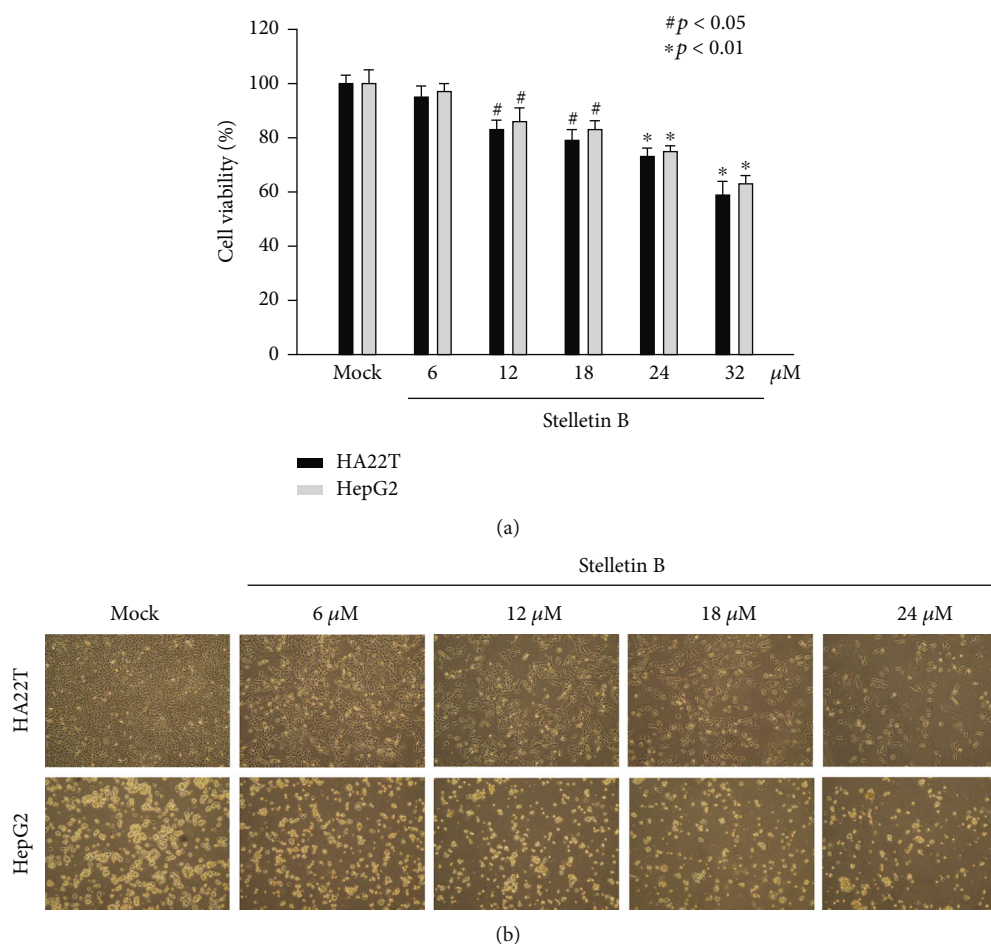 # p < 0.05
* p < 0.01
120
100
80
60
40
20
0
Cell viability (%)
# # # # * * * *
Mock 6 12 18 24 32 μM
Stelletin B
HA22T
HepG2
(a)
Stelletin B
Mock 6 μM 12 μM 18 μM 24 μM
HA22T
HepG2
(b)